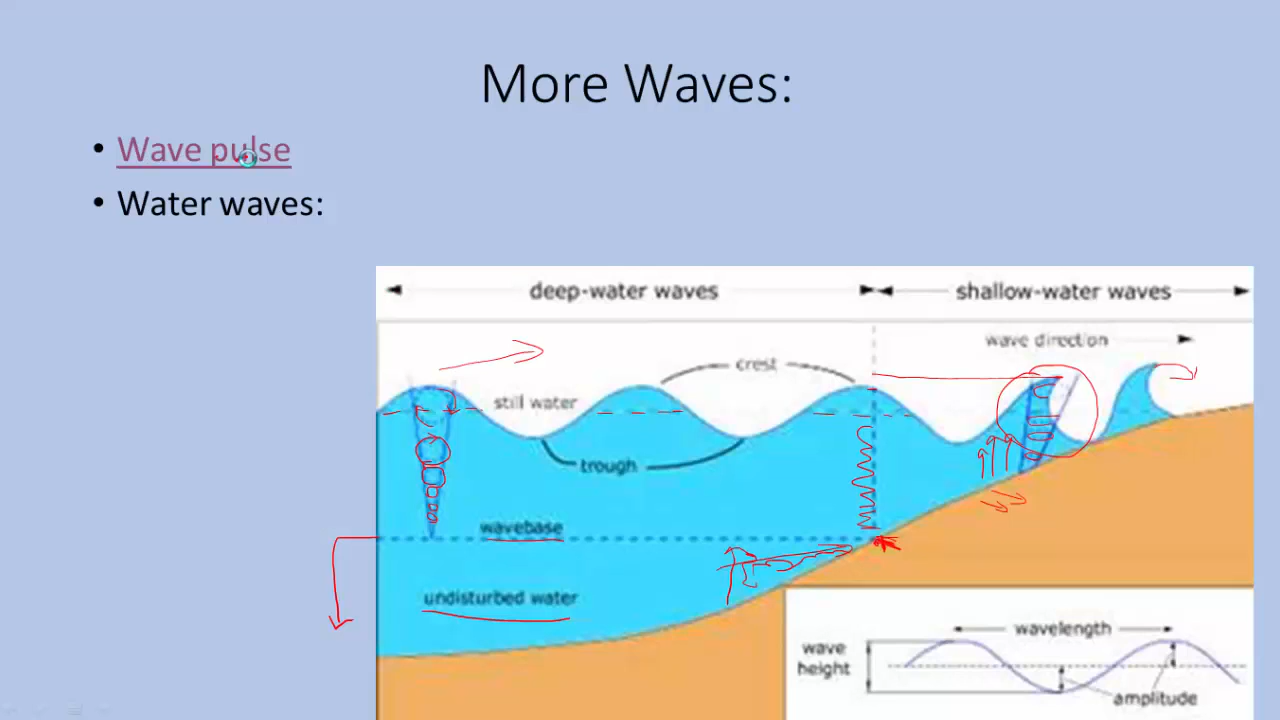 More Waves:
• Wave pulse
• Water waves:
deep-water waves
shallow-water waves
wave direction
crest
still water
trough
wavebase
undisturbed water
wavelength
wave
height
amplitude